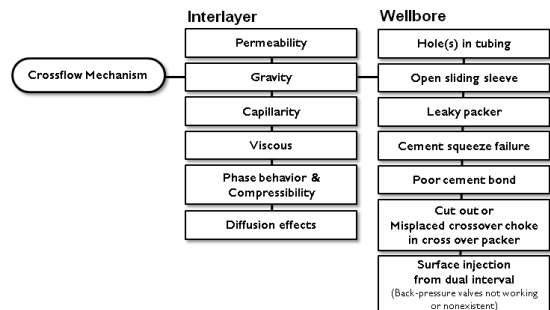 Interlayer
Wellbore
Crossflow Mechanism
Permeability
Gravity
Capillarity
Viscous
Phase behavior &
Compressibility
Diffusion effects
Hole(s) in tubing
Open sliding sleeve
Leaky packer
Cement squeeze failure
Poor cement bond
Cut out or
Misplaced crossover choke
in cross over packer
Surface injection
from dual interval
(Back-pressure valves not working
or nonexistent)